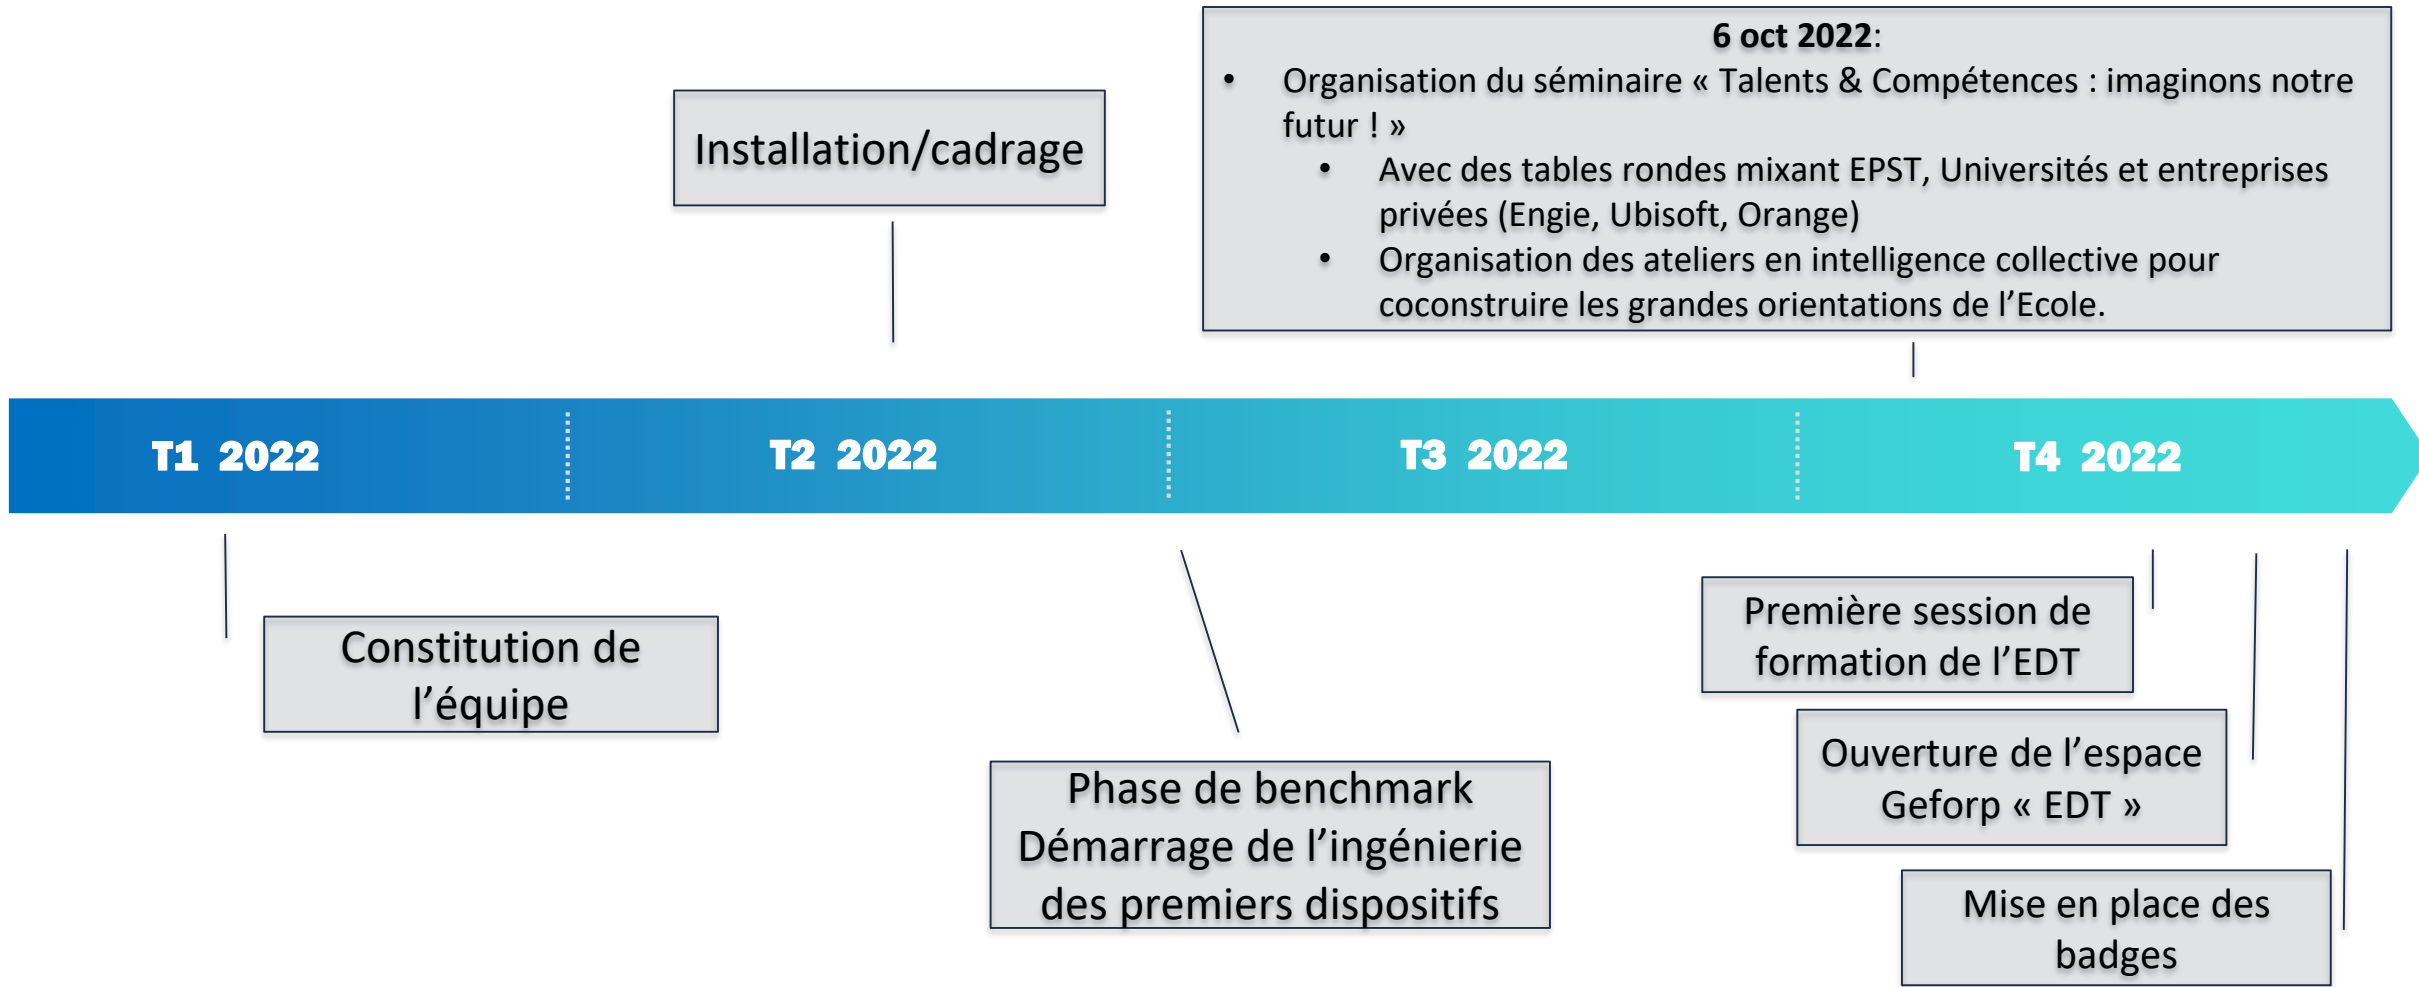 6 oct 2022:
• Organisation du séminaire « Talents & Compétences : imaginons notre
futur ! »
• Avec des tables rondes mixant EPST, Universités et entreprises
privées (Engie, Ubisoft, Orange)
• Organisation des ateliers en intelligence collective pour
coconstruire les grandes orientations de l’Ecole.
Installation/cadrage
T1 2022
T2 2022
T3 2022
T4 2022
Constitution de
l’équipe
Phase de benchmark
Démarrage de l’ingénierie
des premiers dispositifs
Première session de
formation de l’EDT
Ouverture de l’espace
Geforp « EDT »
Mise en place des
badges